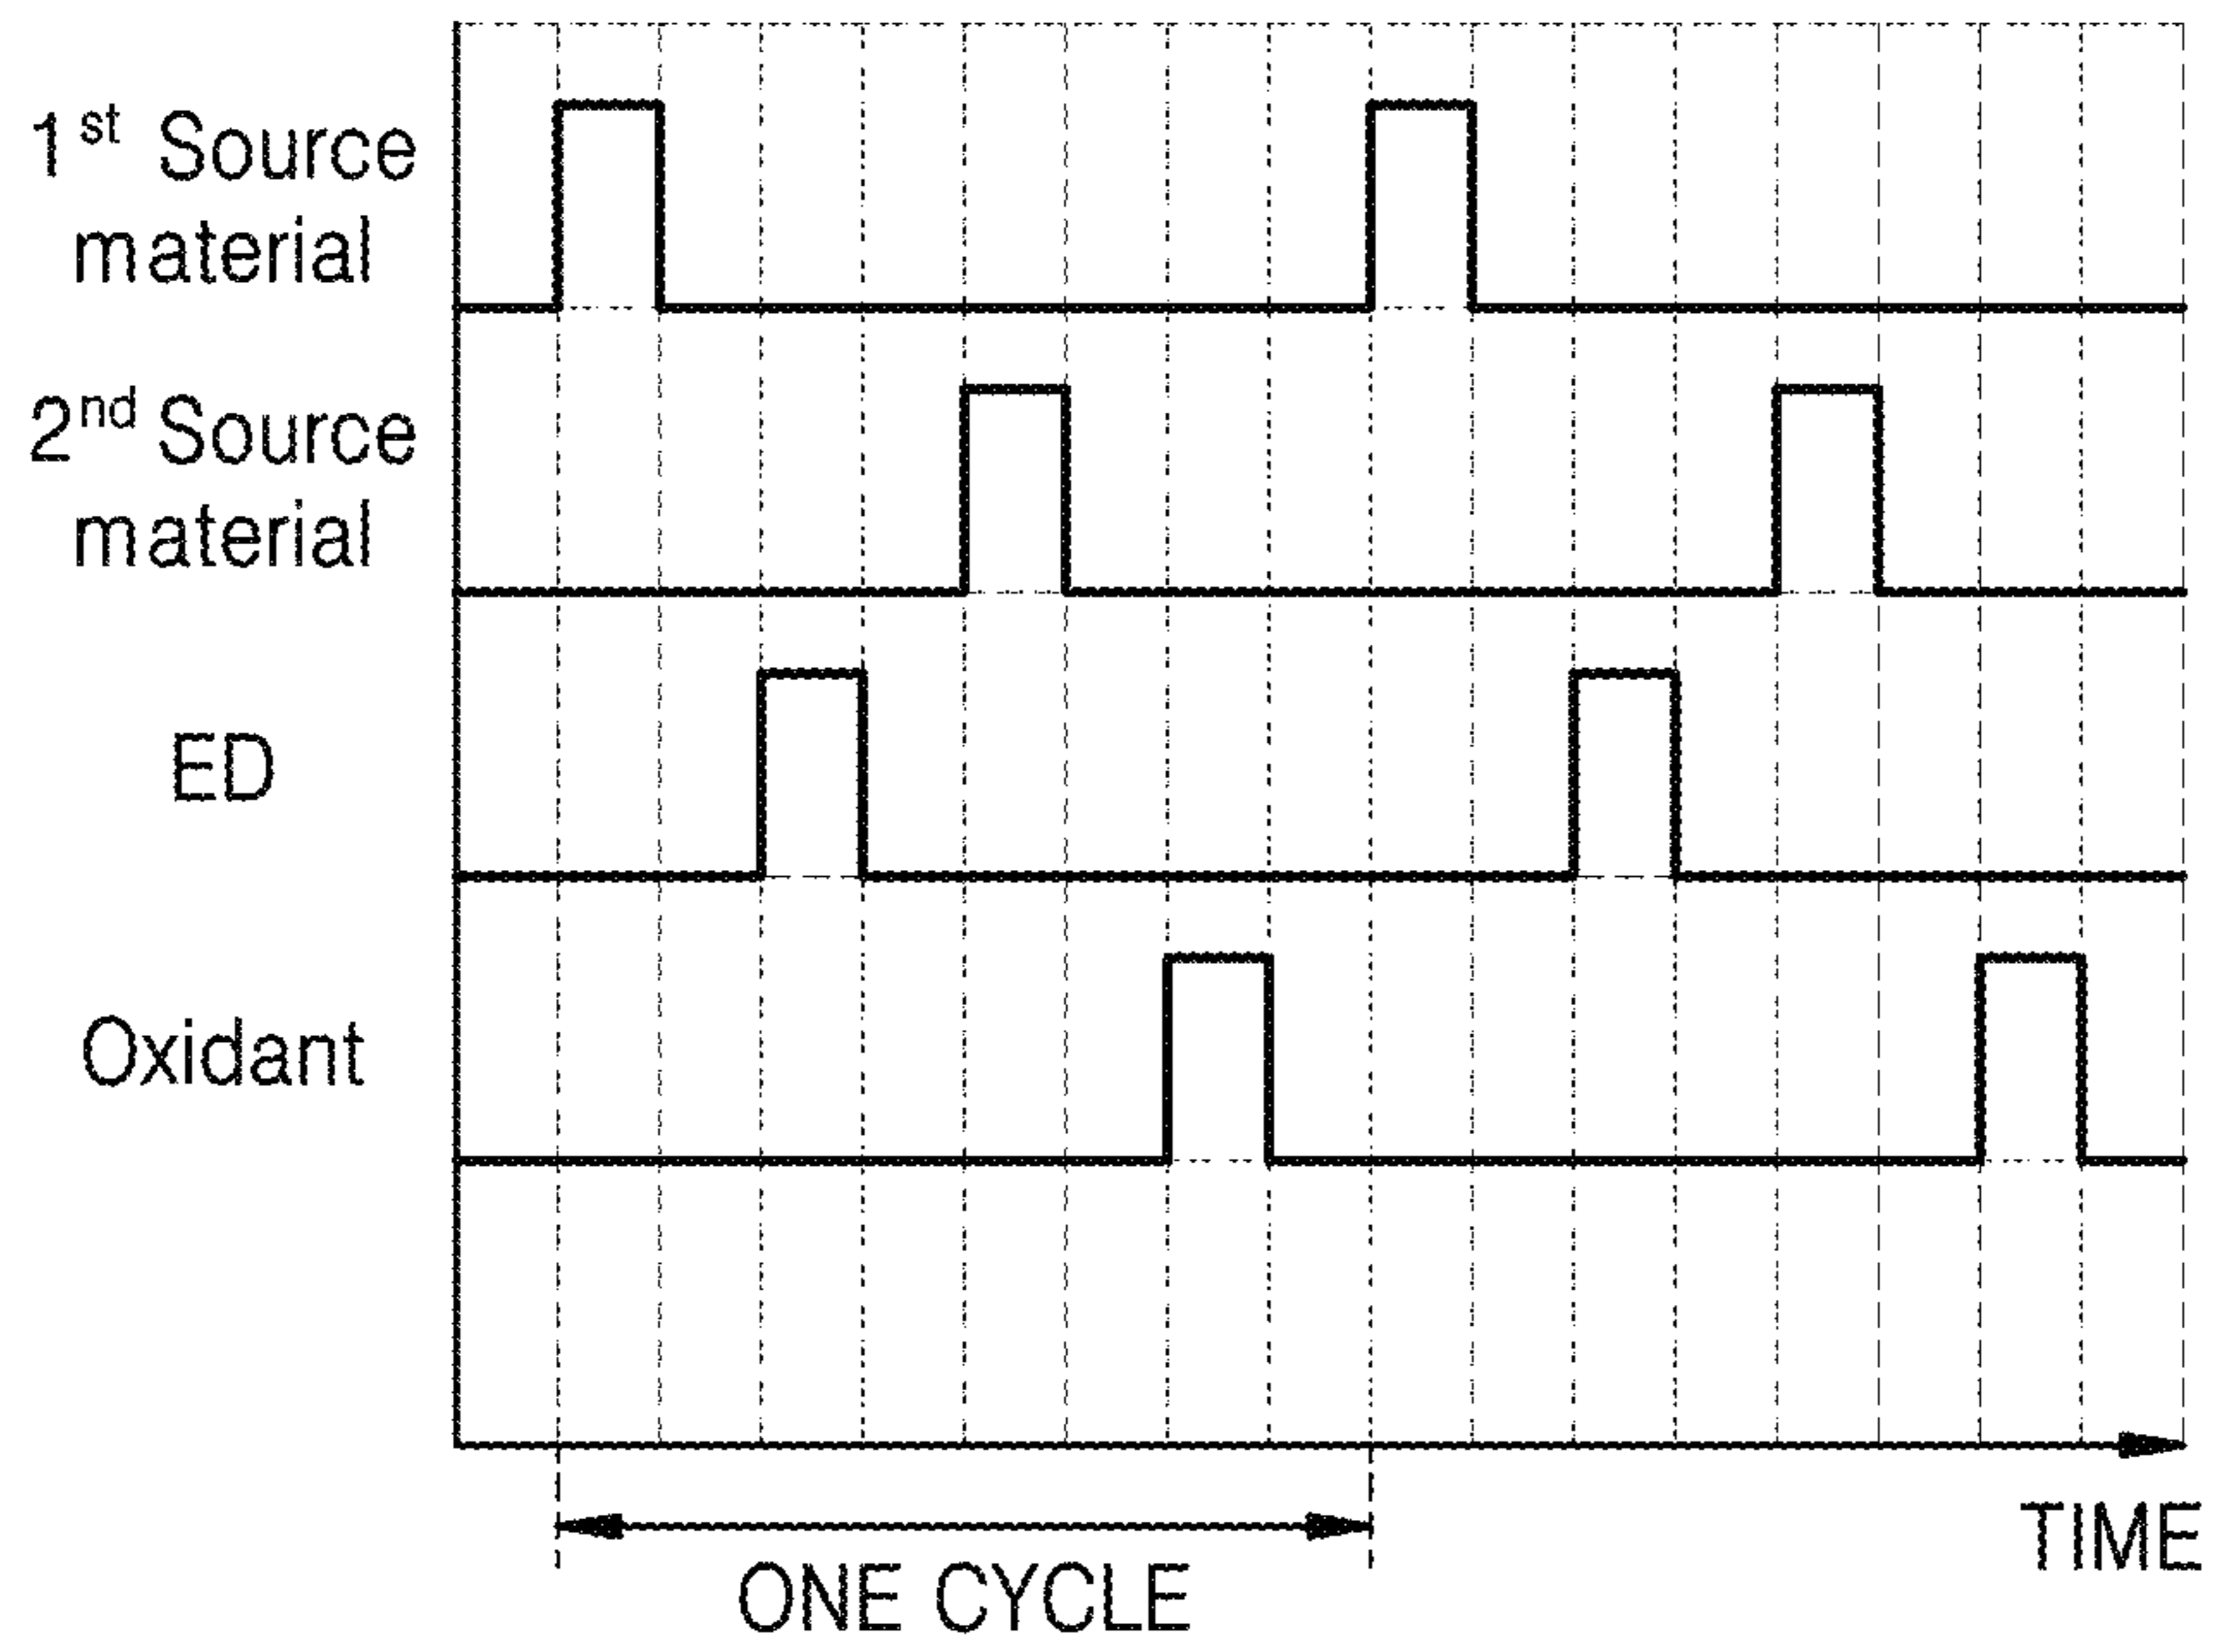 1st Source
material
2nd Source
material
ED
Oxidant
TIME
ONE CYCLE